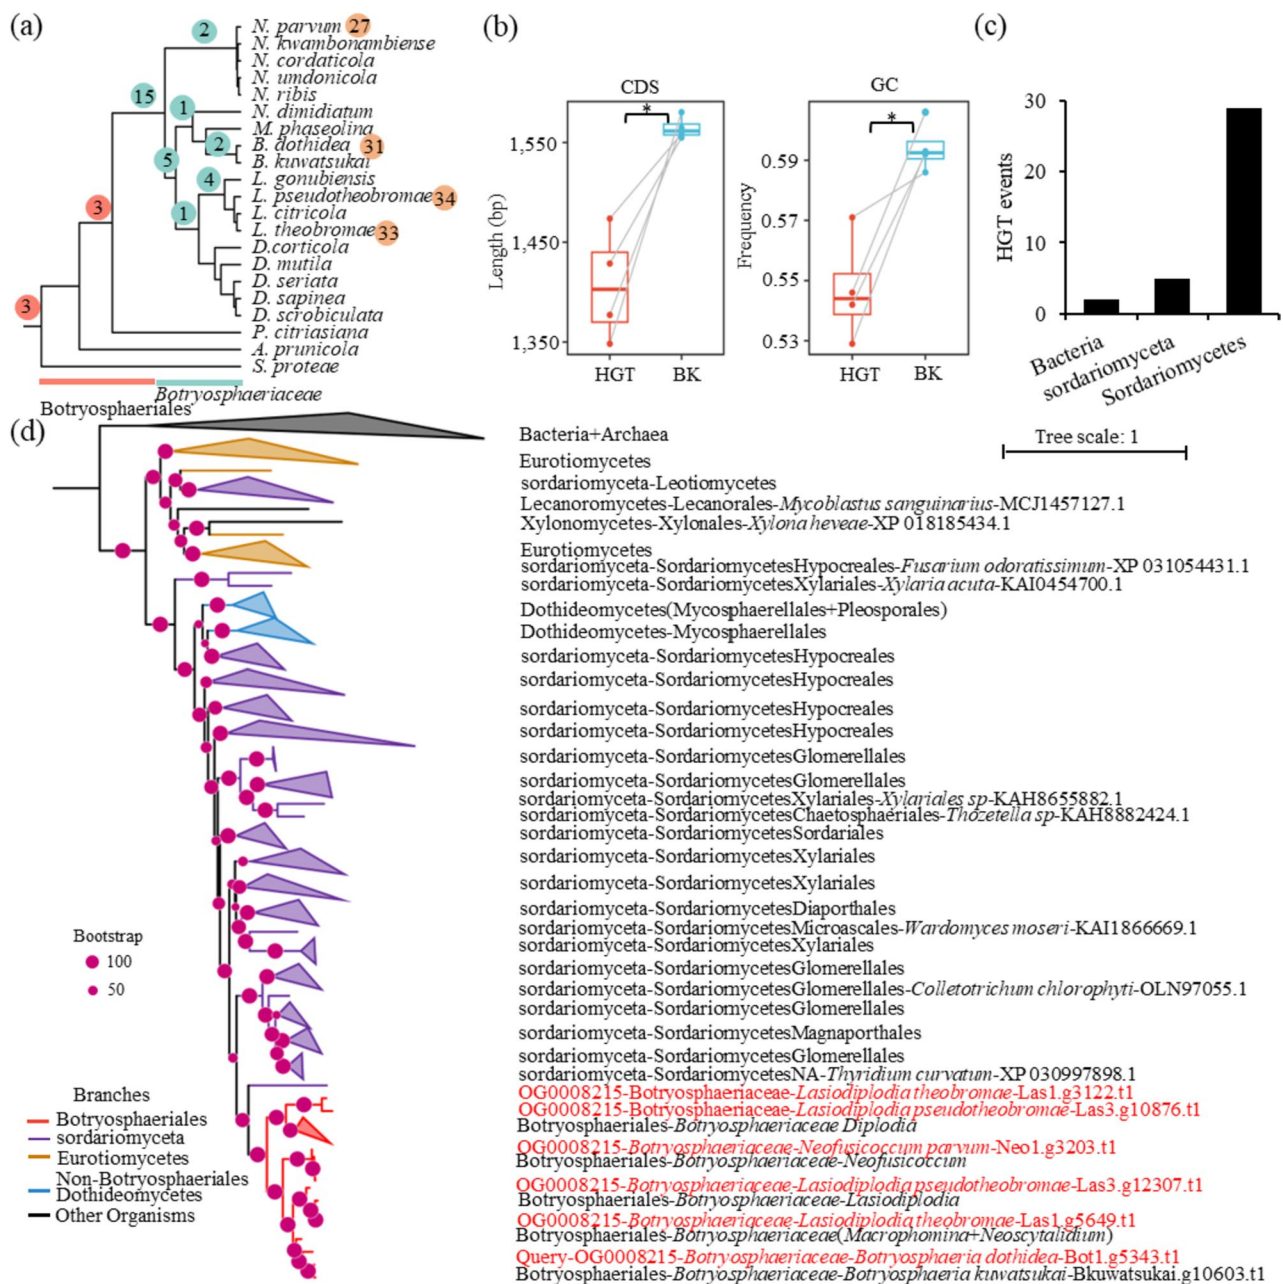 (a)
2
N. parvum 27
N. kwambonambiense
N. cordaticola
N. umdonicola
N. ribis
15
1
N. dimidiatum
M. phaseolina
2
B. dothidea 31
5
B. kuwatsukai
4
L. gonubiensis
L. pseudotheobromae 34
3
1
L. citricola
L. theobromae 33
D.corticola
D. mutila
D. seriata
D. sapinea
3
D. scrobiculata
P. citriasiana
A. prunicola
S. proteae
Botryosphaeriaceae
Botryosphaeriales
(b)
CDS
*
1,550
1,450
1,350
Length (bp)
HGT BK
GC
*
0.59
0.57
0.55
0.53
Frequency
HGT BK
(c)
30
20
10
0
HGT events
Bacteria
sordariomyceta
Sordariomycetes
(d)
Tree scale: 1
Bacteria+Archaea
Eurotiomycetes
sordariomyceta-Leotiomycetes
Lecanoromycetes-Lecanorales-Mycoblastus sanguinarius-MCJ1457127.1
Xylonomycetes-Xylonales-Xylona heveae-XP 018185434.1
Eurotiomycetes
sordariomyceta-SordariomycetesHypocreales-Fusarium odoratissimum-XP 031054431.1
sordariomyceta-SordariomycetesXylariales-Xylaria acuta-KAI0454700.1
Dothideomycetes(Mycosphaerellales+Pleosporales)
Dothideomycetes-Mycosphaerellales
sordariomyceta-SordariomycetesHypocreales
sordariomyceta-SordariomycetesHypocreales
sordariomyceta-SordariomycetesHypocreales
sordariomyceta-SordariomycetesHypocreales
sordariomyceta-SordariomycetesGlomerellales
sordariomyceta-SordariomycetesGlomerellales
sordariomyceta-SordariomycetesXylariales-Xylariales sp-KAH8655882.1
sordariomyceta-SordariomycetesChaetosphaeriales-Thozetella sp-KAH8882424.1
sordariomyceta-SordariomycetesSordariales
sordariomyceta-SordariomycetesXylariales
sordariomyceta-SordariomycetesXylariales
sordariomyceta-SordariomycetesDiaporthales
sordariomyceta-SordariomycetesMicroascales-Wardomyces moseri-KAI1866669.1
sordariomyceta-SordariomycetesXylariales
sordariomyceta-SordariomycetesGlomerellales
sordariomyceta-SordariomycetesGlomerellales-Colletotrichum chlorophyti-OLN97055.1
sordariomyceta-SordariomycetesGlomerellales
sordariomyceta-SordariomycetesMagnaporthales
sordariomyceta-SordariomycetesGlomerellales
sordariomyceta-SordariomycetesNA-Thyridium curvatum-XP 030997898.1
OG0008215-Botryosphaeriaceae-Lasiodiplodia theobromae-Las1.g3122.t1
OG0008215-Botryosphaeriaceae-Lasiodiplodia pseudotheobromae-Las3.g10876.t1
Botryosphaeriales-Botryosphaeriaceae Diplodia
OG0008215-Botryosphaeriaceae-Neofusicoccum parvum-Neo1.g3203.t1
Botryosphaeriales-Botryosphaeriaceae-Neofusicoccum
OG0008215-Botryosphaeriaceae-Lasiodiplodia pseudotheobromae-Las3.g12307.t1
Botryosphaeriales-Botryosphaeriaceae-Lasiodiplodia
OG0008215-Botryosphaeriaceae-Lasiodiplodia theobromae-Las1.g5649.t1
Botryosphaeriales-Botryosphaeriaceae(Macrophomina+Neoscytalidium)
Query-OG0008215-Botryosphaeriaceae-Botryosphaeria dothidea-Bot1.g5343.t1
Botryosphaeriales-Botryosphaeriaceae-Botryosphaeria kuwatsukai-Bkuwatsukai.g10603.t1
Bootstrap
100
50
Branches
Botryosphaeriales
sordariomyceta
Eurotiomycetes
Non-Botryosphaeriales
Dothideomycetes
Other Organisms